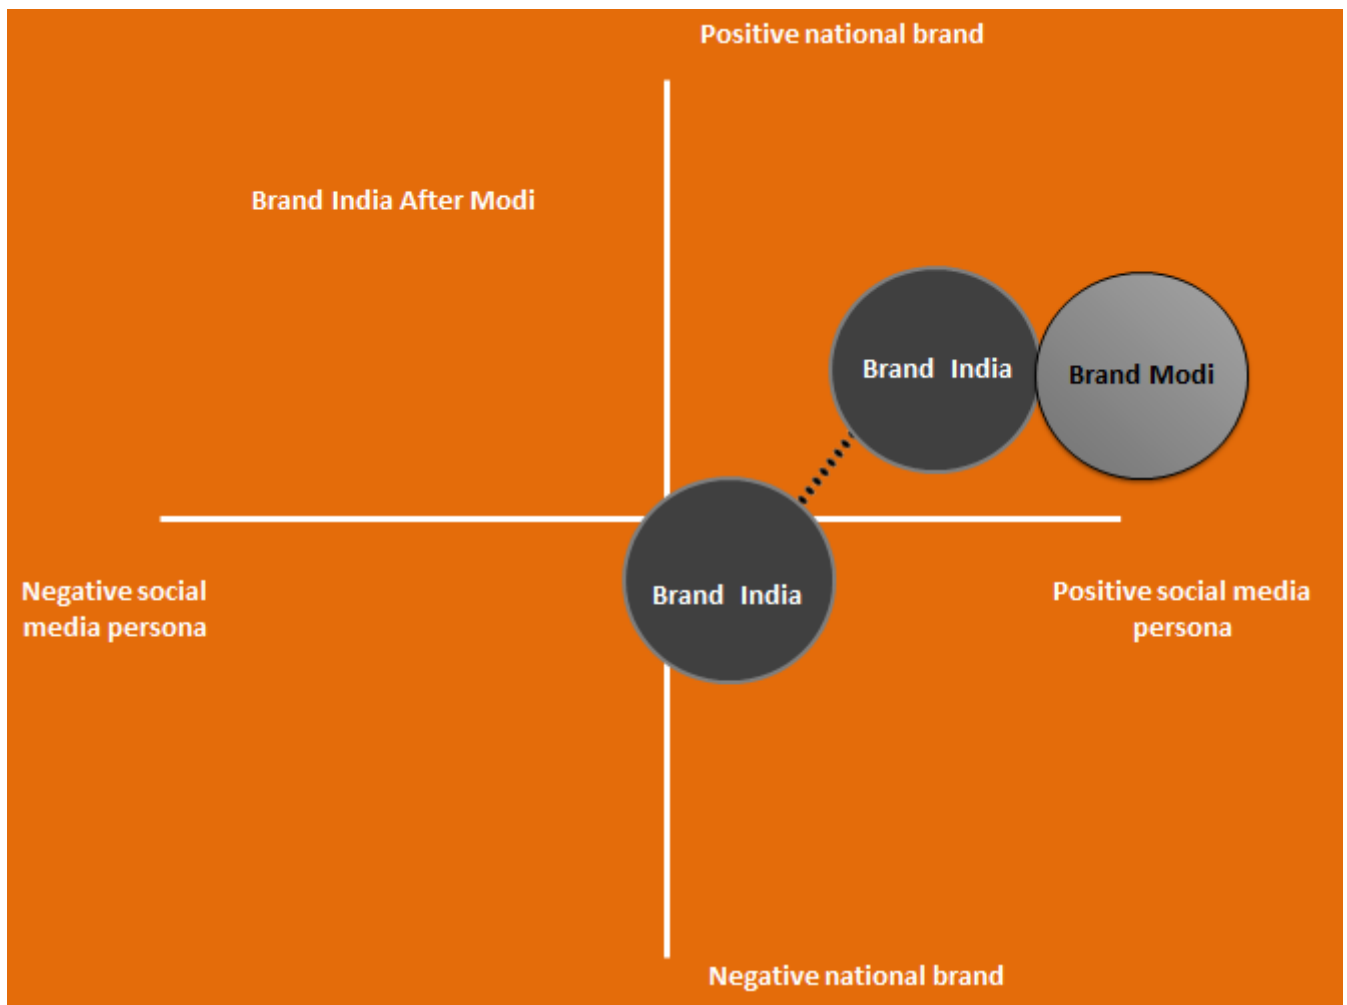 Positive national brand
Brand India After Modi
Brand India
Brand Modi
Brand India
Negative social
media persona
Positive social media
persona
Negative national brand